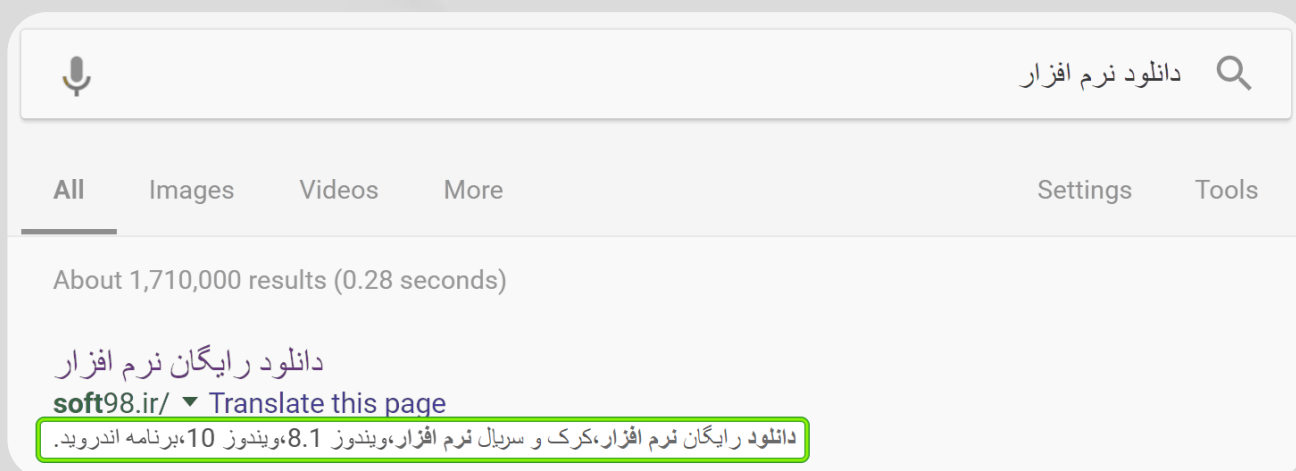 دانلود نرم افزار
All Images Videos More Settings Tools
About 1,710,000 results (0.28 seconds)
دانلود رایگان نرم افزار
soft98.ir/ ▼ Translate this page
دانلود رایگان نرم افزار،کرک و سریال نرم افزار،ویندوز 8.1،ویندوز 10،برنامه اندروید.